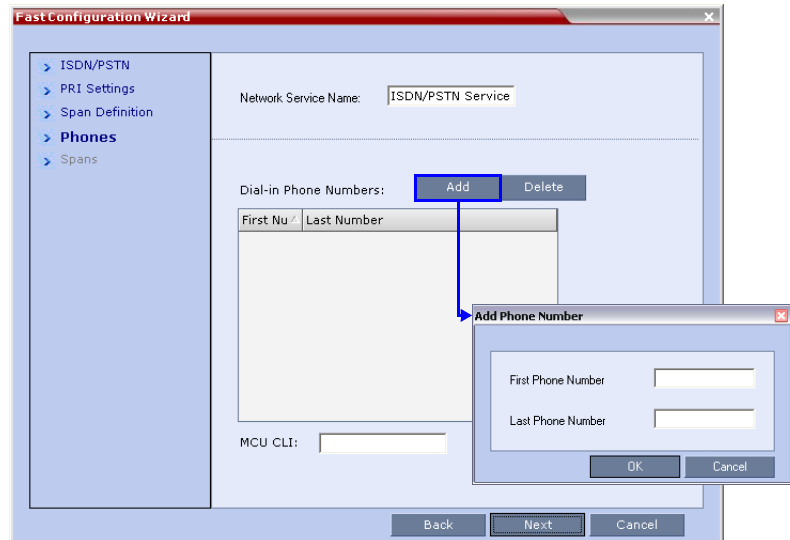 Fast Configuration Wizard
ISDN/PSTN
PRI Settings
Span Definition
Phones
Spans
Network Service Name: ISDN/PSTN Service
Dial-in Phone Numbers: Add Delete
First Nu Last Number
MCU CLI:
Add Phone Number
First Phone Number
Last Phone Number
OK Cancel
Back Next Cancel